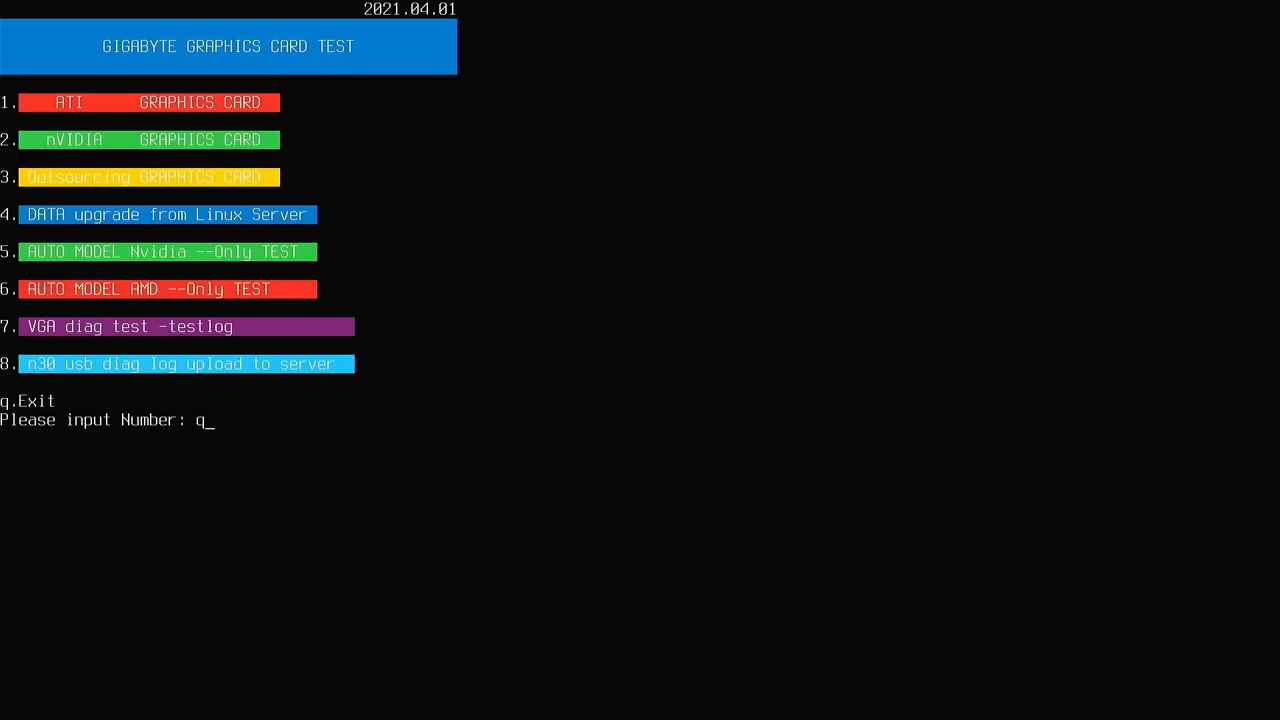 2021.04.01
GIGABYTE GRAPHICS CARD TEST
1. ATI GRAPHICS CARD
2. nVIDIA GRAPHICS CARD
3. Outsourcing GRAPHICS CARD
4. DATA upgrade from Linux Server
5. AUTO MODEL Nvidia --Only TEST
6. AUTO MODEL AMD --Only TEST
7. VGA diag test -testlog
8. n30 usb diag log upload to server
q.Exit
Please input Number: q_